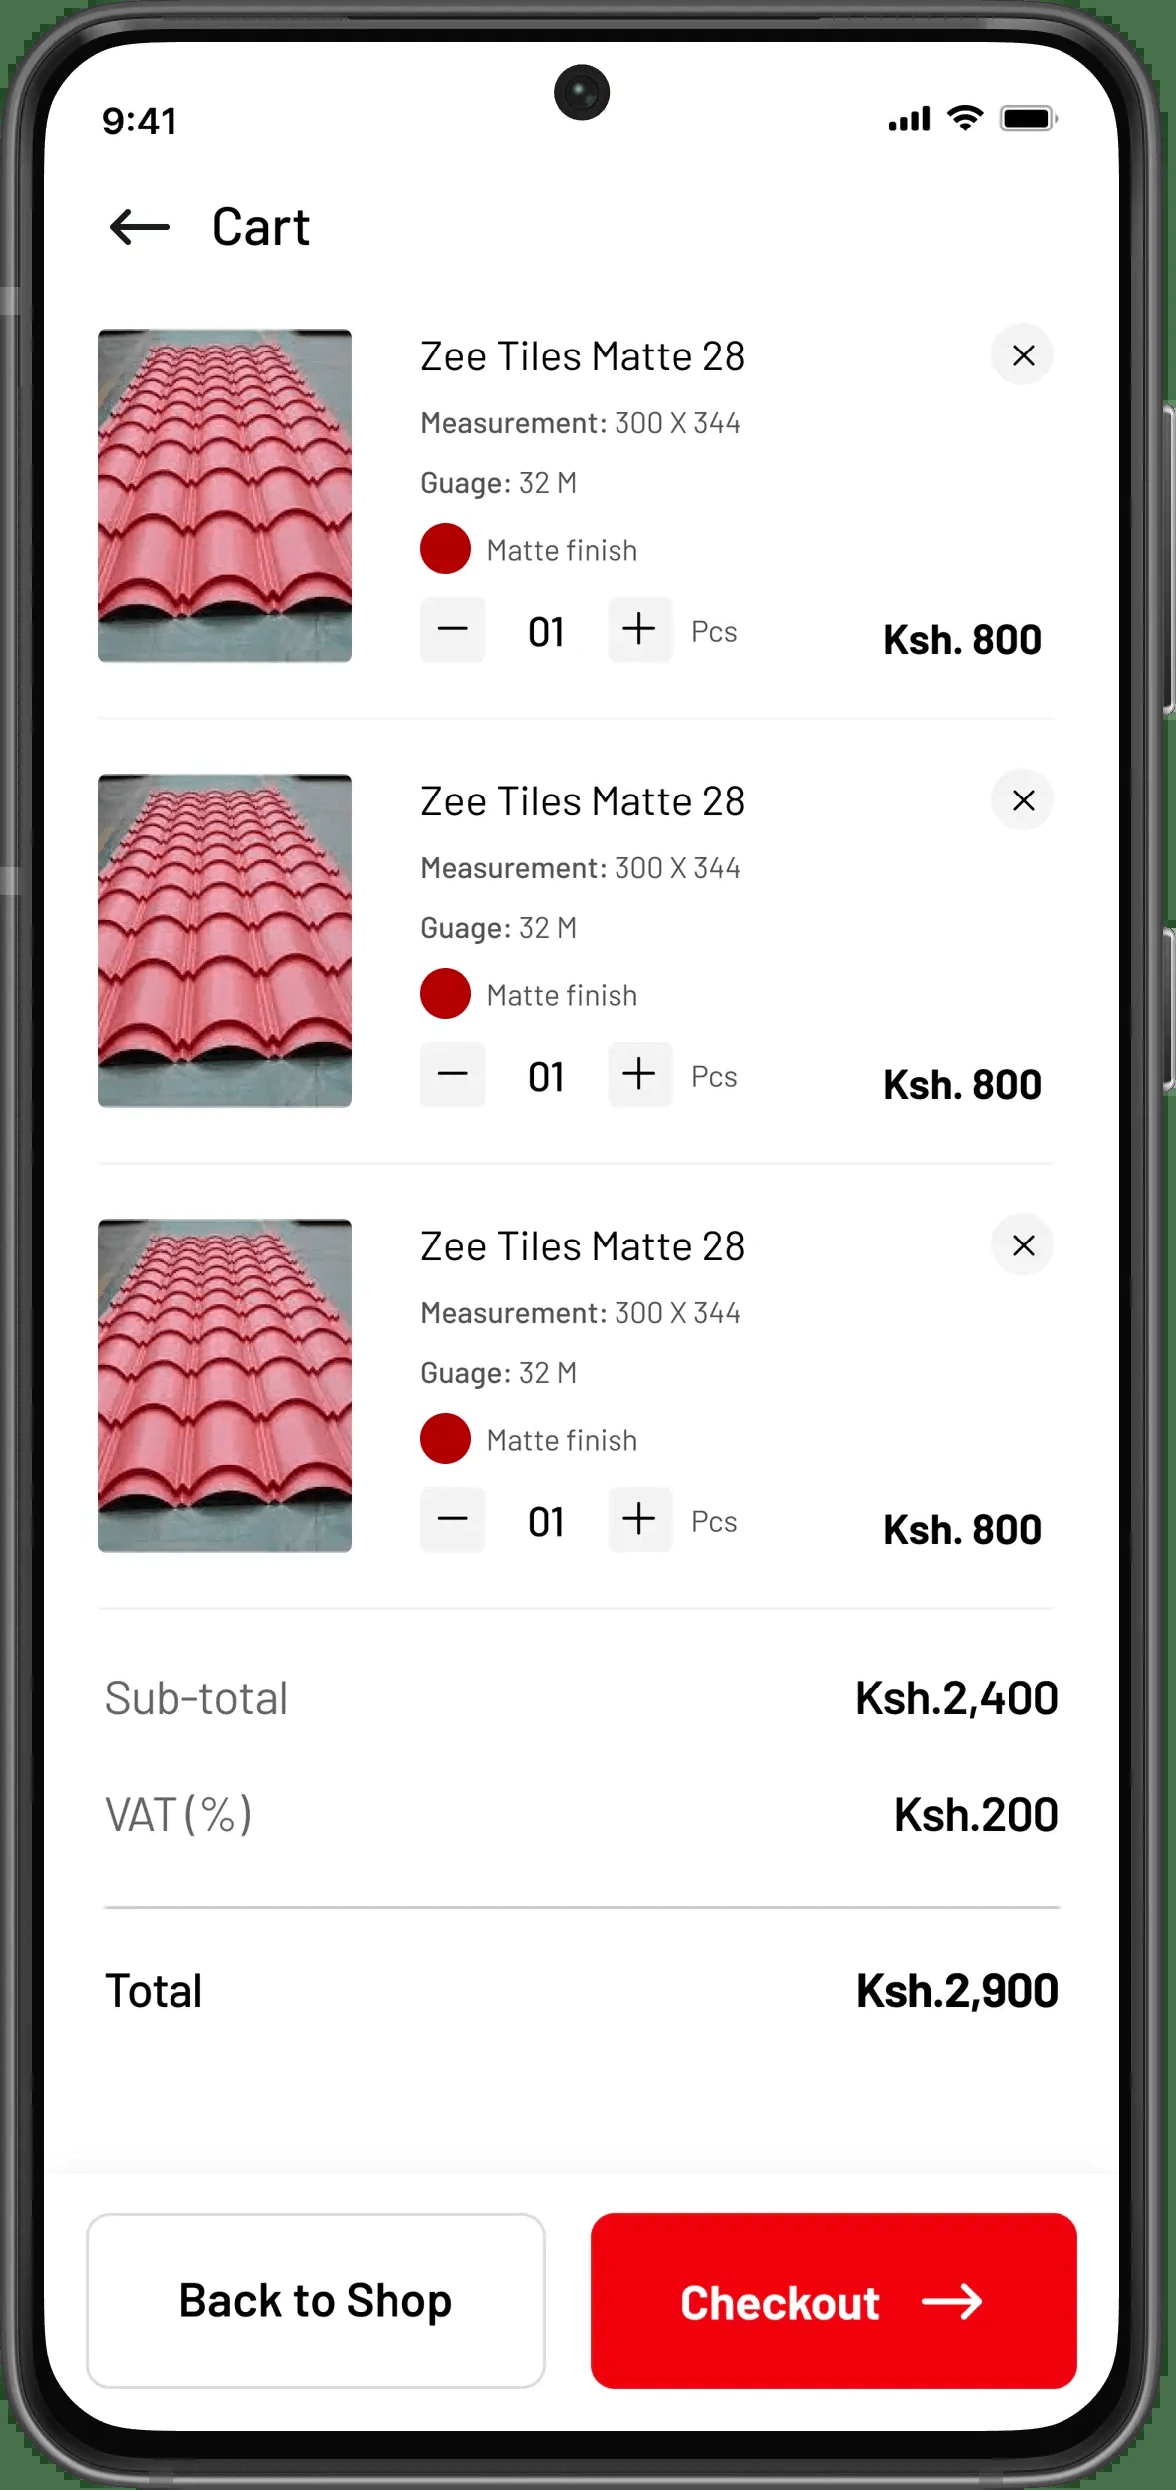 9:41
Cart
Zee Tiles Matte 28
Measurement: 300 X 344
Guage: 32 M
Matte finish
01 Pcs Ksh. 800
Zee Tiles Matte 28
Measurement: 300 X 344
Guage: 32 M
Matte finish
01 Pcs Ksh. 800
Zee Tiles Matte 28
Measurement: 300 X 344
Guage: 32 M
Matte finish
01 Pcs Ksh. 800
Sub-total Ksh.2,400
VAT (%) Ksh.200
Total Ksh.2,900
Back to Shop Checkout